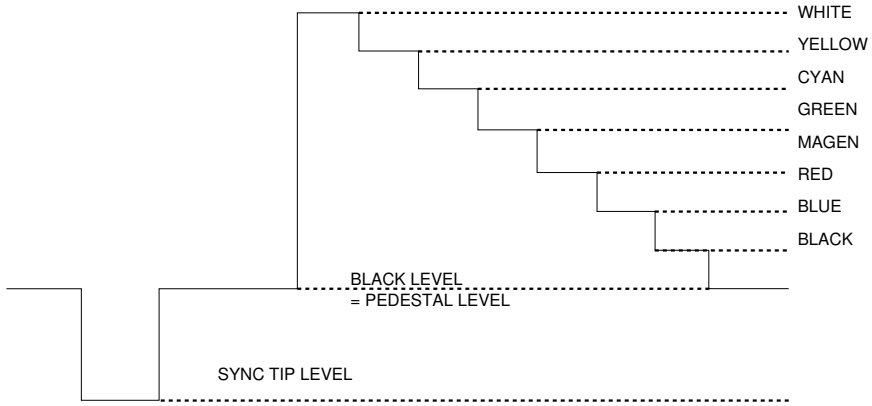 WHITE
YELLOW
CYAN
GREEN
MAGEN
RED
BLUE
BLACK
BLACK LEVEL
= PEDESTAL LEVEL
SYNC TIP LEVEL